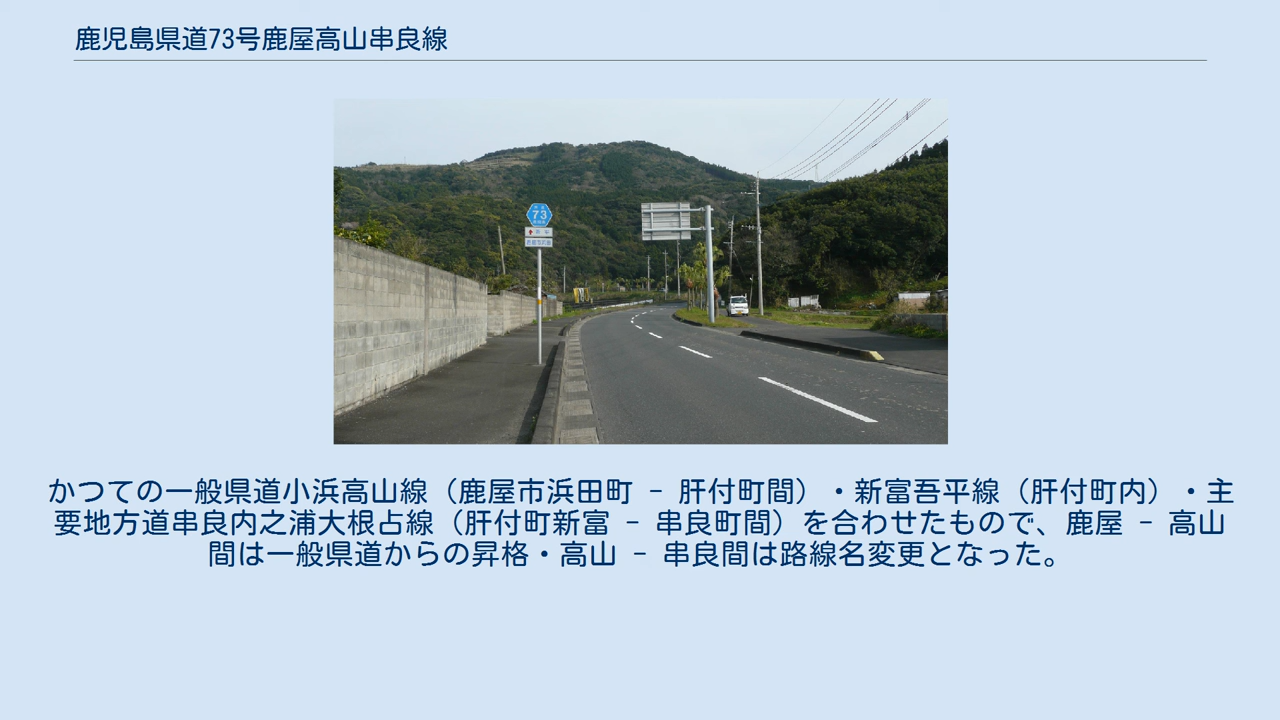 鹿児島県道73号鹿屋高山串良線
73
かつての一般県道小浜高山線（鹿屋市浜田町 － 肝付町間）・新富吾平線（肝付町内）・主
要地方道串良内之浦大根占線（肝付町新富 － 串良町間）を合わせたもので、鹿屋 － 高山
間は一般県道からの昇格・高山 － 串良間は路線名変更となった。